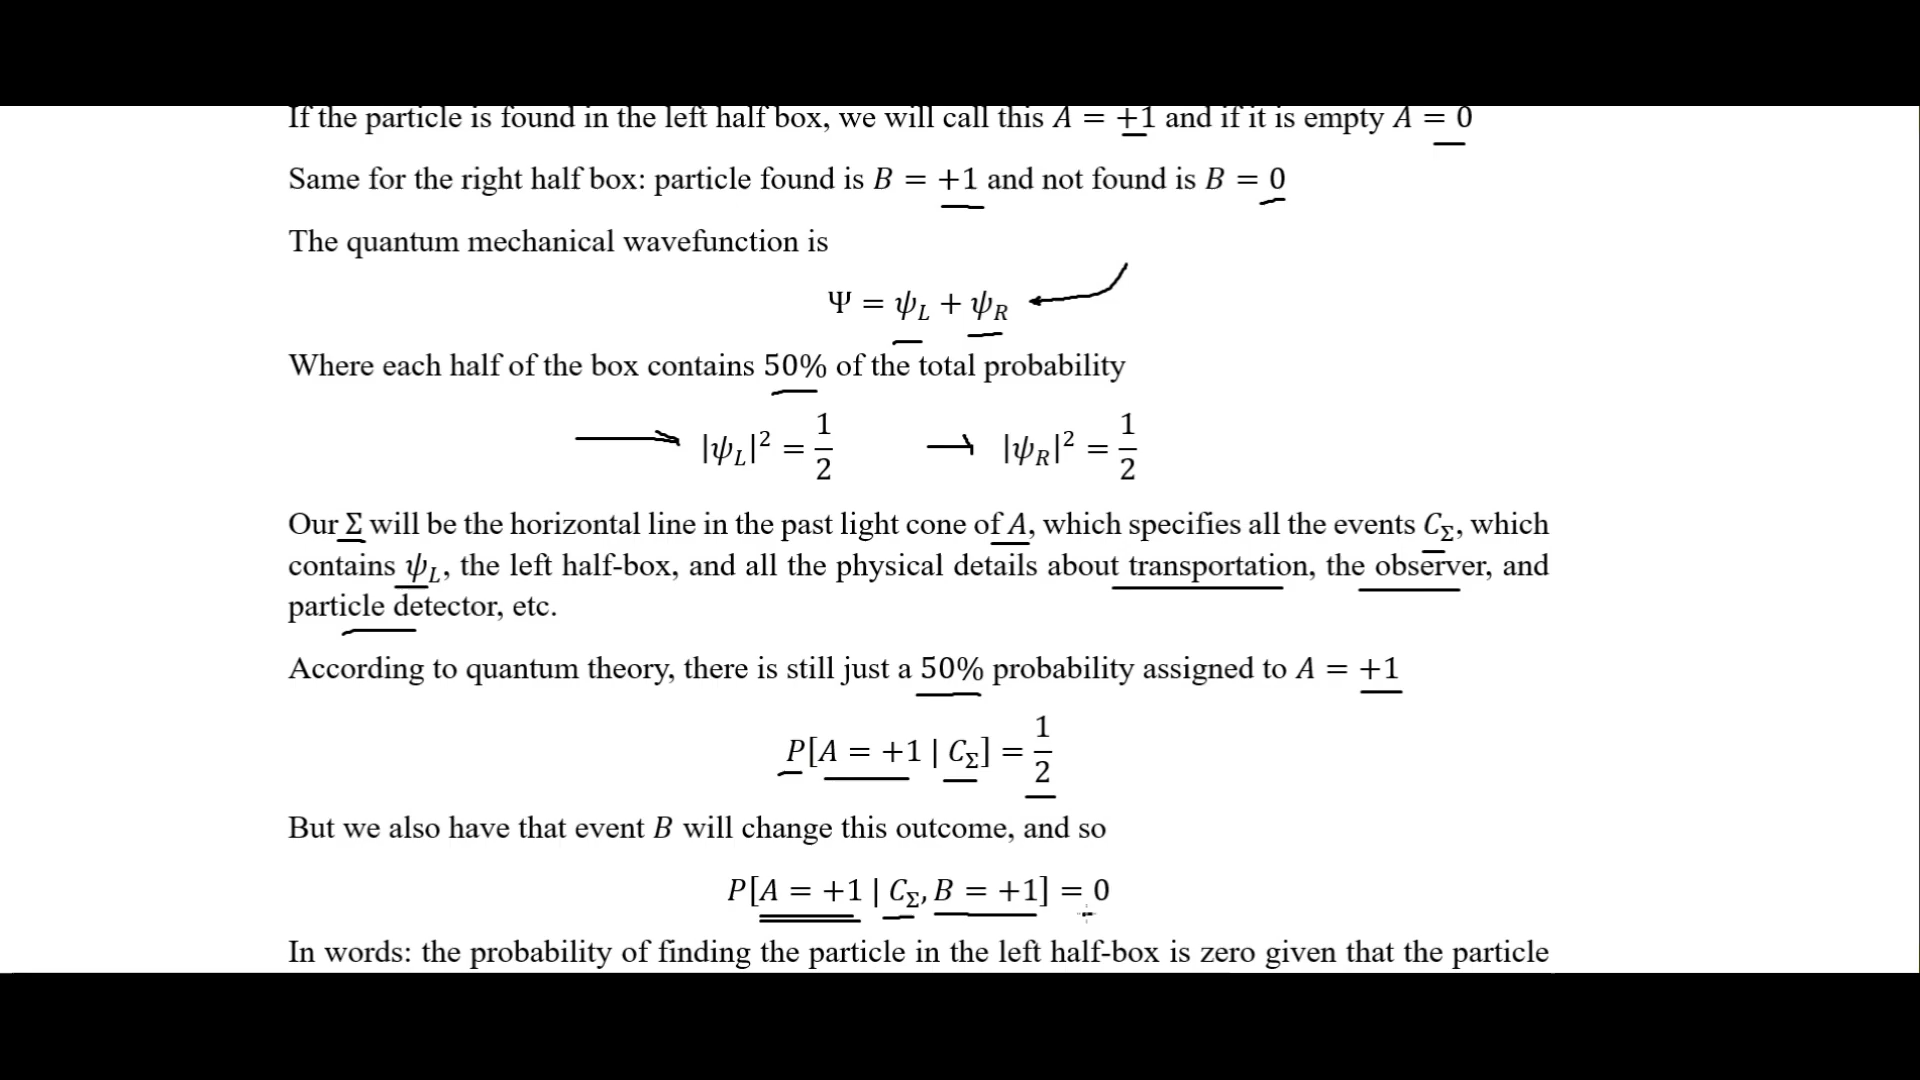 If the particle is found in the left half box, we will call this A = +1 and if it is empty A = 0
Same for the right half box: particle found is B = +1 and not found is B = 0
The quantum mechanical wavefunction is
Ψ = ψ_L + ψ_R
Where each half of the box contains 50% of the total probability
|ψ_L|² = 1/2 |ψ_R|² = 1/2
Our Σ will be the horizontal line in the past light cone of A, which specifies all the events C_Σ, which
contains ψ_L, the left half-box, and all the physical details about transportation, the observer, and
particle detector, etc.
According to quantum theory, there is still just a 50% probability assigned to A = +1
P[A = +1 | C_Σ] = 1/2
But we also have that event B will change this outcome, and so
P[A = +1 | C_Σ, B = +1] = 0
In words: the probability of finding the particle in the left half-box is zero given that the particle